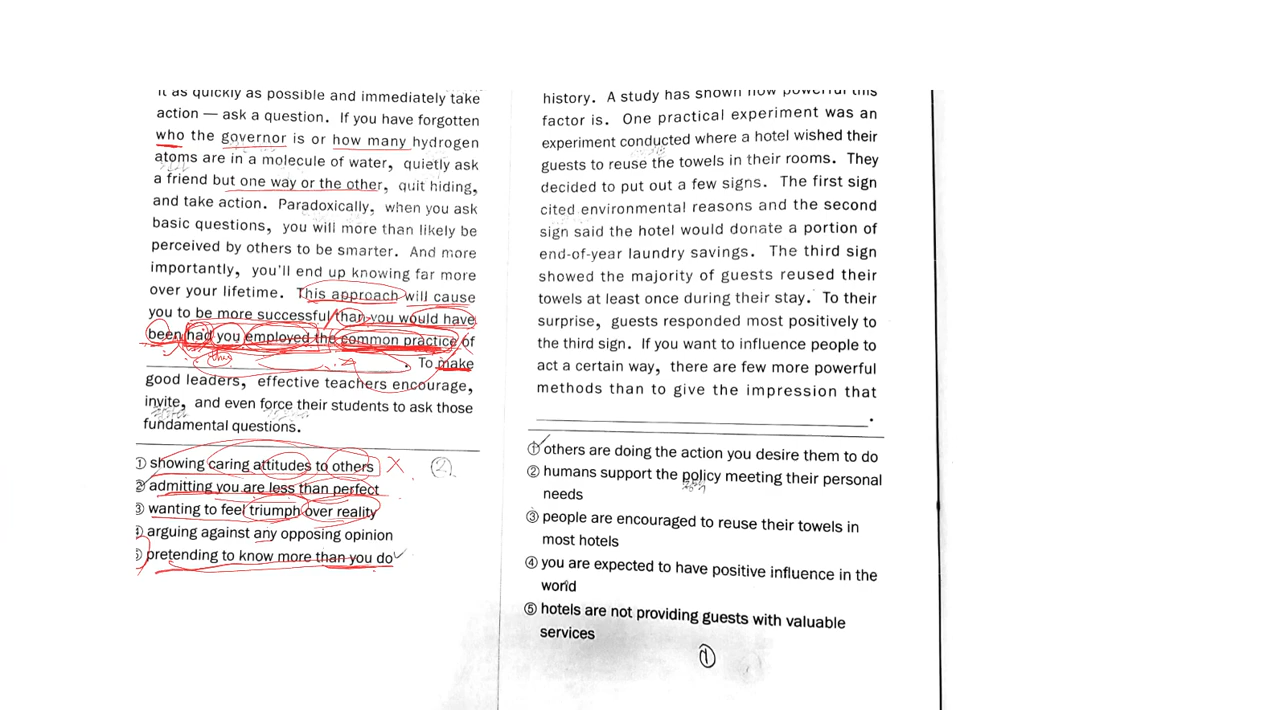 it as quickly as possible and immediately take
action — ask a question. If you have forgotten
who the governor is or how many hydrogen
atoms are in a molecule of water, quietly ask
a friend but one way or the other, quit hiding,
and take action. Paradoxically, when you ask
basic questions, you will more than likely be
perceived by others to be smarter. And more
importantly, you'll end up knowing far more
over your lifetime. This approach will cause
you to be more successful than you would have
been had you employed the common practice of
. To make
good leaders, effective teachers encourage,
invite, and even force their students to ask those
fundamental questions.
① showing caring attitudes to others X ②
② admitting you are less than perfect
③ wanting to feel triumph over reality
④ arguing against any opposing opinion
⑤ pretending to know more than you do
history. A study has shown how powerful this
factor is. One practical experiment was an
experiment conducted where a hotel wished their
guests to reuse the towels in their rooms. They
decided to put out a few signs. The first sign
cited environmental reasons and the second
sign said the hotel would donate a portion of
end-of-year laundry savings. The third sign
showed the majority of guests reused their
towels at least once during their stay. To their
surprise, guests responded most positively to
the third sign. If you want to influence people to
act a certain way, there are few more powerful
methods than to give the impression that
.
① others are doing the action you desire them to do
② humans support the policy meeting their personal
needs
③ people are encouraged to reuse their towels in
most hotels
④ you are expected to have positive influence in the
world
⑤ hotels are not providing guests with valuable
services
①